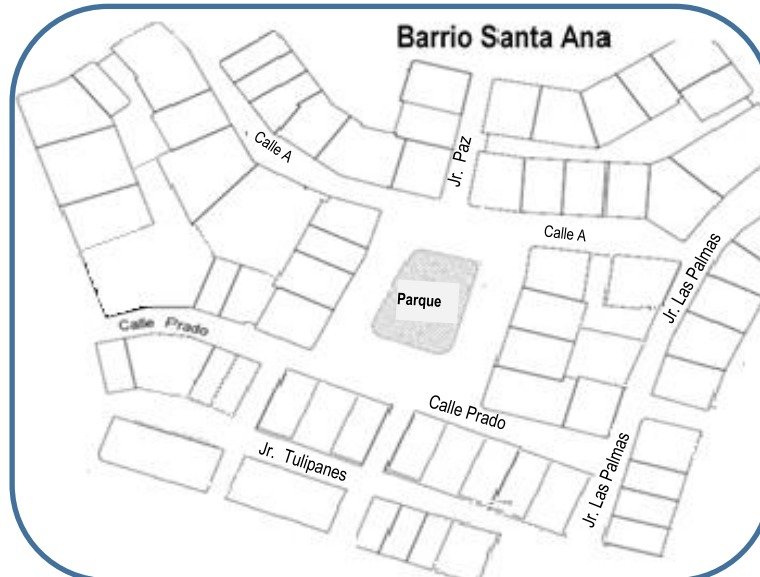 Barrio Santa Ana
Calle A
Jr. Paz
Calle A
Jr. Las Palmas
Parque
Calle Prado
Calle Prado
Jr. Tulipanes
Jr. Las Palmas